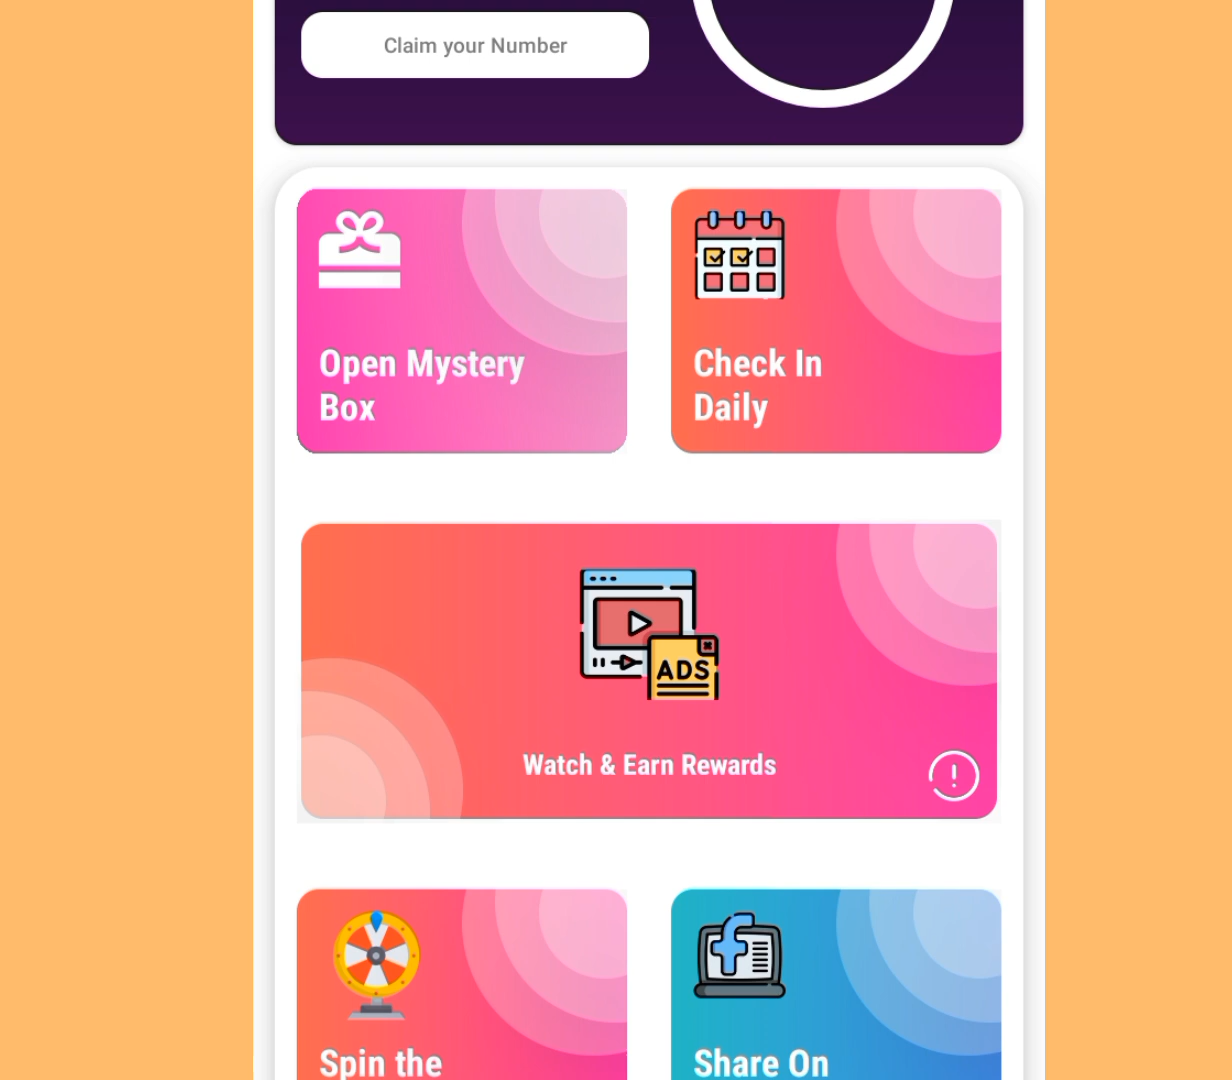 Claim your Number
Open Mystery
Box
Check In
Daily
ADS
Watch & Earn Rewards
Spin the
Share On